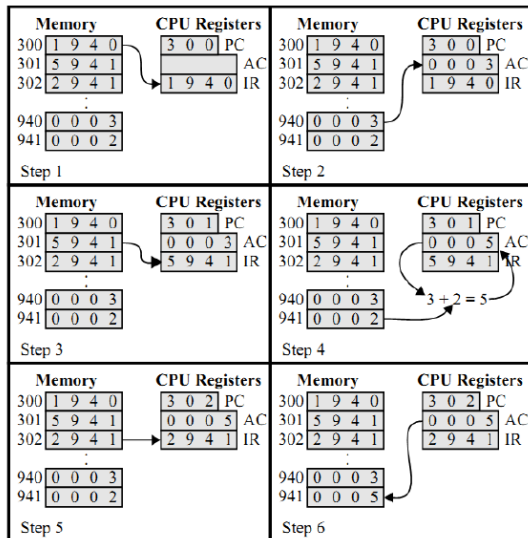 Memory CPU Registers
300 1 9 4 0 3 0 0 PC
301 5 9 4 1 AC
302 2 9 4 1 1 9 4 0 IR
:
940 0 0 0 3
941 0 0 0 2
Step 1
Memory CPU Registers
300 1 9 4 0 3 0 0 PC
301 5 9 4 1 0 0 0 3 AC
302 2 9 4 1 1 9 4 0 IR
:
940 0 0 0 3
941 0 0 0 2
Step 2
Memory CPU Registers
300 1 9 4 0 3 0 1 PC
301 5 9 4 1 0 0 0 3 AC
302 2 9 4 1 5 9 4 1 IR
:
940 0 0 0 3
941 0 0 0 2
Step 3
Memory CPU Registers
300 1 9 4 0 3 0 1 PC
301 5 9 4 1 0 0 0 5 AC
302 2 9 4 1 5 9 4 1 IR
:
940 0 0 0 3 3 + 2 = 5
941 0 0 0 2
Step 4
Memory CPU Registers
300 1 9 4 0 3 0 2 PC
301 5 9 4 1 0 0 0 5 AC
302 2 9 4 1 2 9 4 1 IR
:
940 0 0 0 3
941 0 0 0 2
Step 5
Memory CPU Registers
300 1 9 4 0 3 0 2 PC
301 5 9 4 1 0 0 0 5 AC
302 2 9 4 1 2 9 4 1 IR
:
940 0 0 0 3
941 0 0 0 5
Step 6